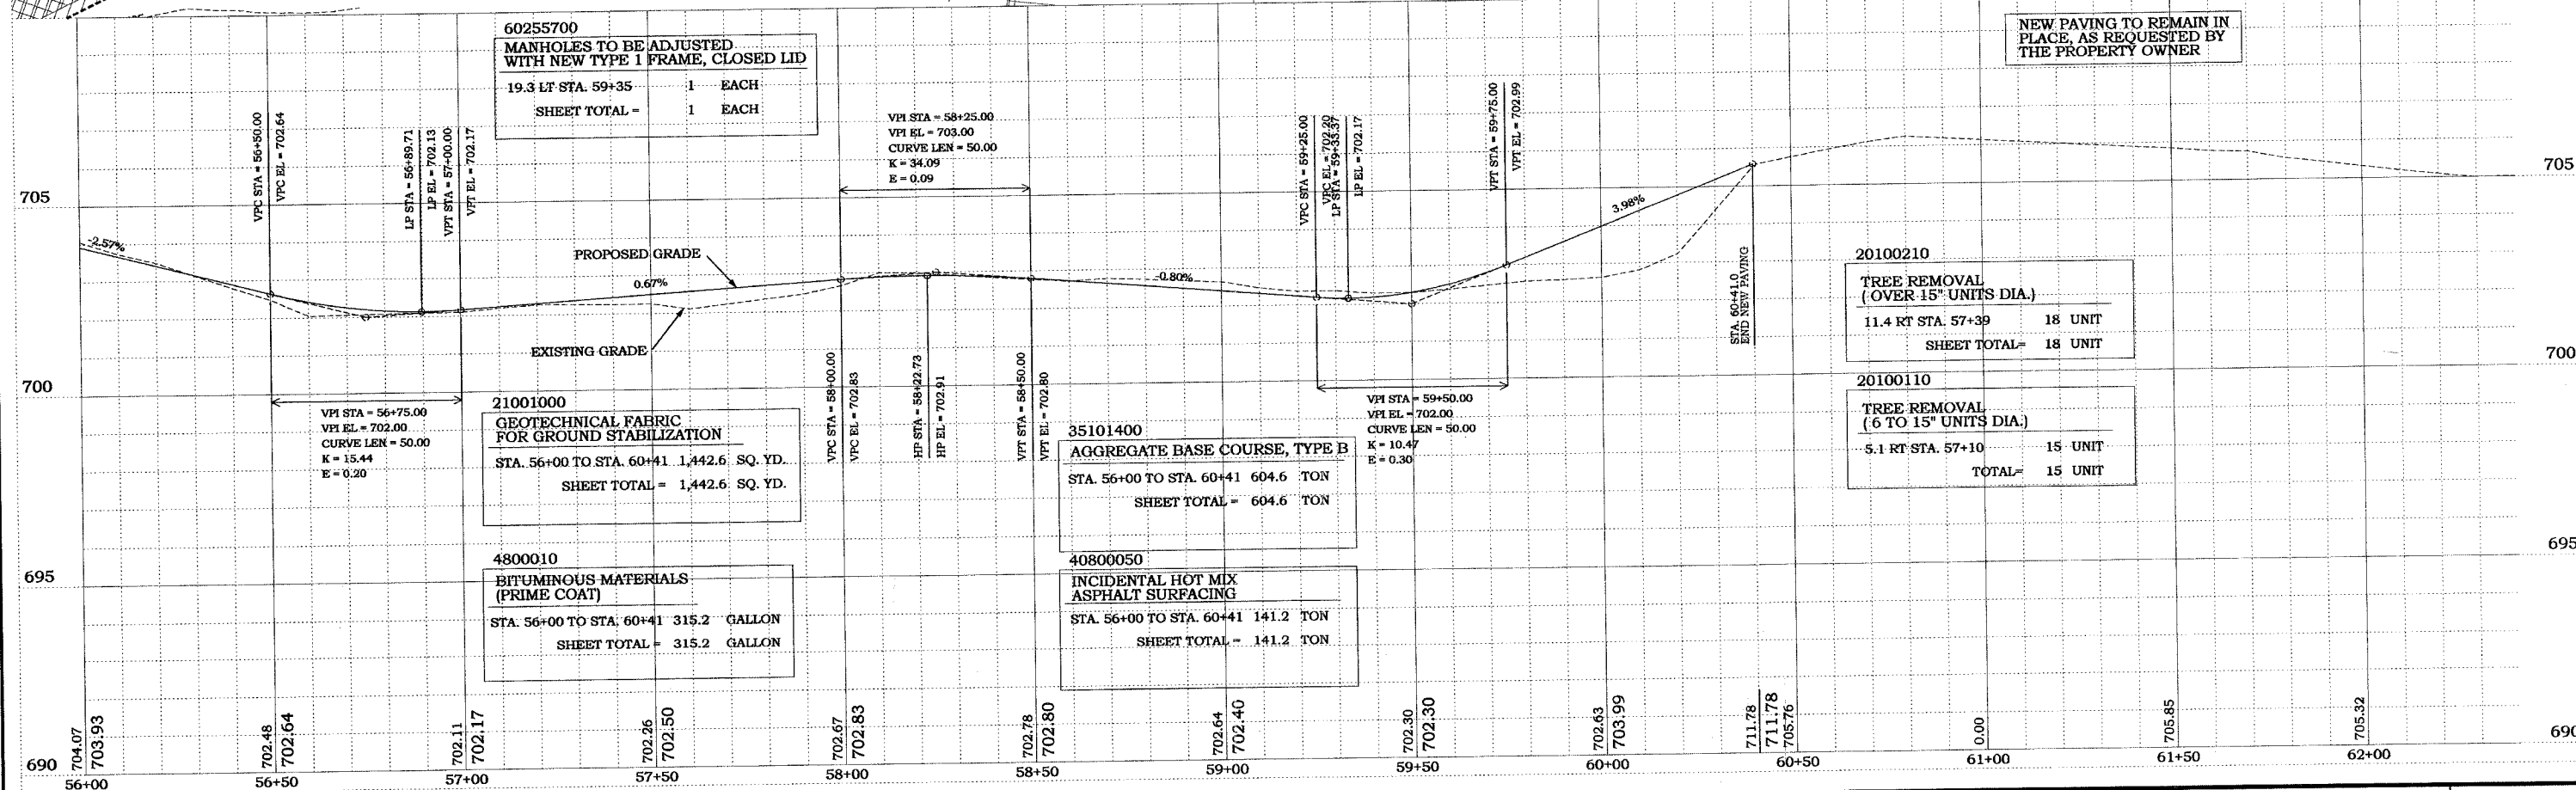 60255700
MANHOLES TO BE ADJUSTED
WITH NEW TYPE 1 FRAME, CLOSED LID
19.3 LT STA. 59+35 1 EACH
SHEET TOTAL = 1 EACH
NEW PAVING TO REMAIN IN
PLACE, AS REQUESTED BY
THE PROPERTY OWNER
VPC STA = 56+50.00
VPC EL = 702.64
LP STA = 56+89.71
LP EL = 702.13
VPT STA = 57+00.00
VPT EL = 702.17
VPI STA = 58+25.00
VPI EL = 703.00
CURVE LEN = 50.00
K = 34.09
E = 0.09
VPC STA = 59+25.00
VPC EL = 702.20
LP STA = 59+33.37
LP EL = 702.17
VPT STA = 59+75.00
VPT EL = 702.99
705
705
-2.57%
PROPOSED GRADE
0.67%
-0.80%
3.98%
EXISTING GRADE
STA. 60+41.0
END NEW PAVING
20100210
TREE REMOVAL
( OVER 15" UNITS DIA.)
11.4 RT STA. 57+39 18 UNIT
SHEET TOTAL= 18 UNIT
700
700
VPI STA = 56+75.00
VPI EL = 702.00
CURVE LEN = 50.00
K = 15.44
E = 0.20
21001000
GEOTECHNICAL FABRIC
FOR GROUND STABILIZATION
STA. 56+00 TO STA. 60+41 1,442.6 SQ. YD.
SHEET TOTAL = 1,442.6 SQ. YD.
VPC STA = 58+00.00
VPC EL = 702.83
HP STA = 58+22.73
HP EL = 702.91
VPT STA = 58+50.00
VPT EL = 702.80
35101400
AGGREGATE BASE COURSE, TYPE B
STA. 56+00 TO STA. 60+41 604.6 TON
SHEET TOTAL = 604.6 TON
VPI STA = 59+50.00
VPI EL = 702.00
CURVE LEN = 50.00
K = 10.47
E = 0.30
20100110
TREE REMOVAL
( 6 TO 15" UNITS DIA.)
5.1 RT STA. 57+10 15 UNIT
TOTAL= 15 UNIT
695
695
4800010
BITUMINOUS MATERIALS
(PRIME COAT)
STA. 56+00 TO STA. 60+41 315.2 GALLON
SHEET TOTAL = 315.2 GALLON
40800050
INCIDENTAL HOT MIX
ASPHALT SURFACING
STA. 56+00 TO STA. 60+41 141.2 TON
SHEET TOTAL = 141.2 TON
704.07
703.93
702.48
702.64
702.11
702.17
702.26
702.50
702.67
702.83
702.78
702.80
702.64
702.40
702.30
702.30
702.63
703.99
711.78
711.78
705.76
0.00
705.85
705.32
690
690
56+00
56+50
57+00
57+50
58+00
58+50
59+00
59+50
60+00
60+50
61+00
61+50
62+00